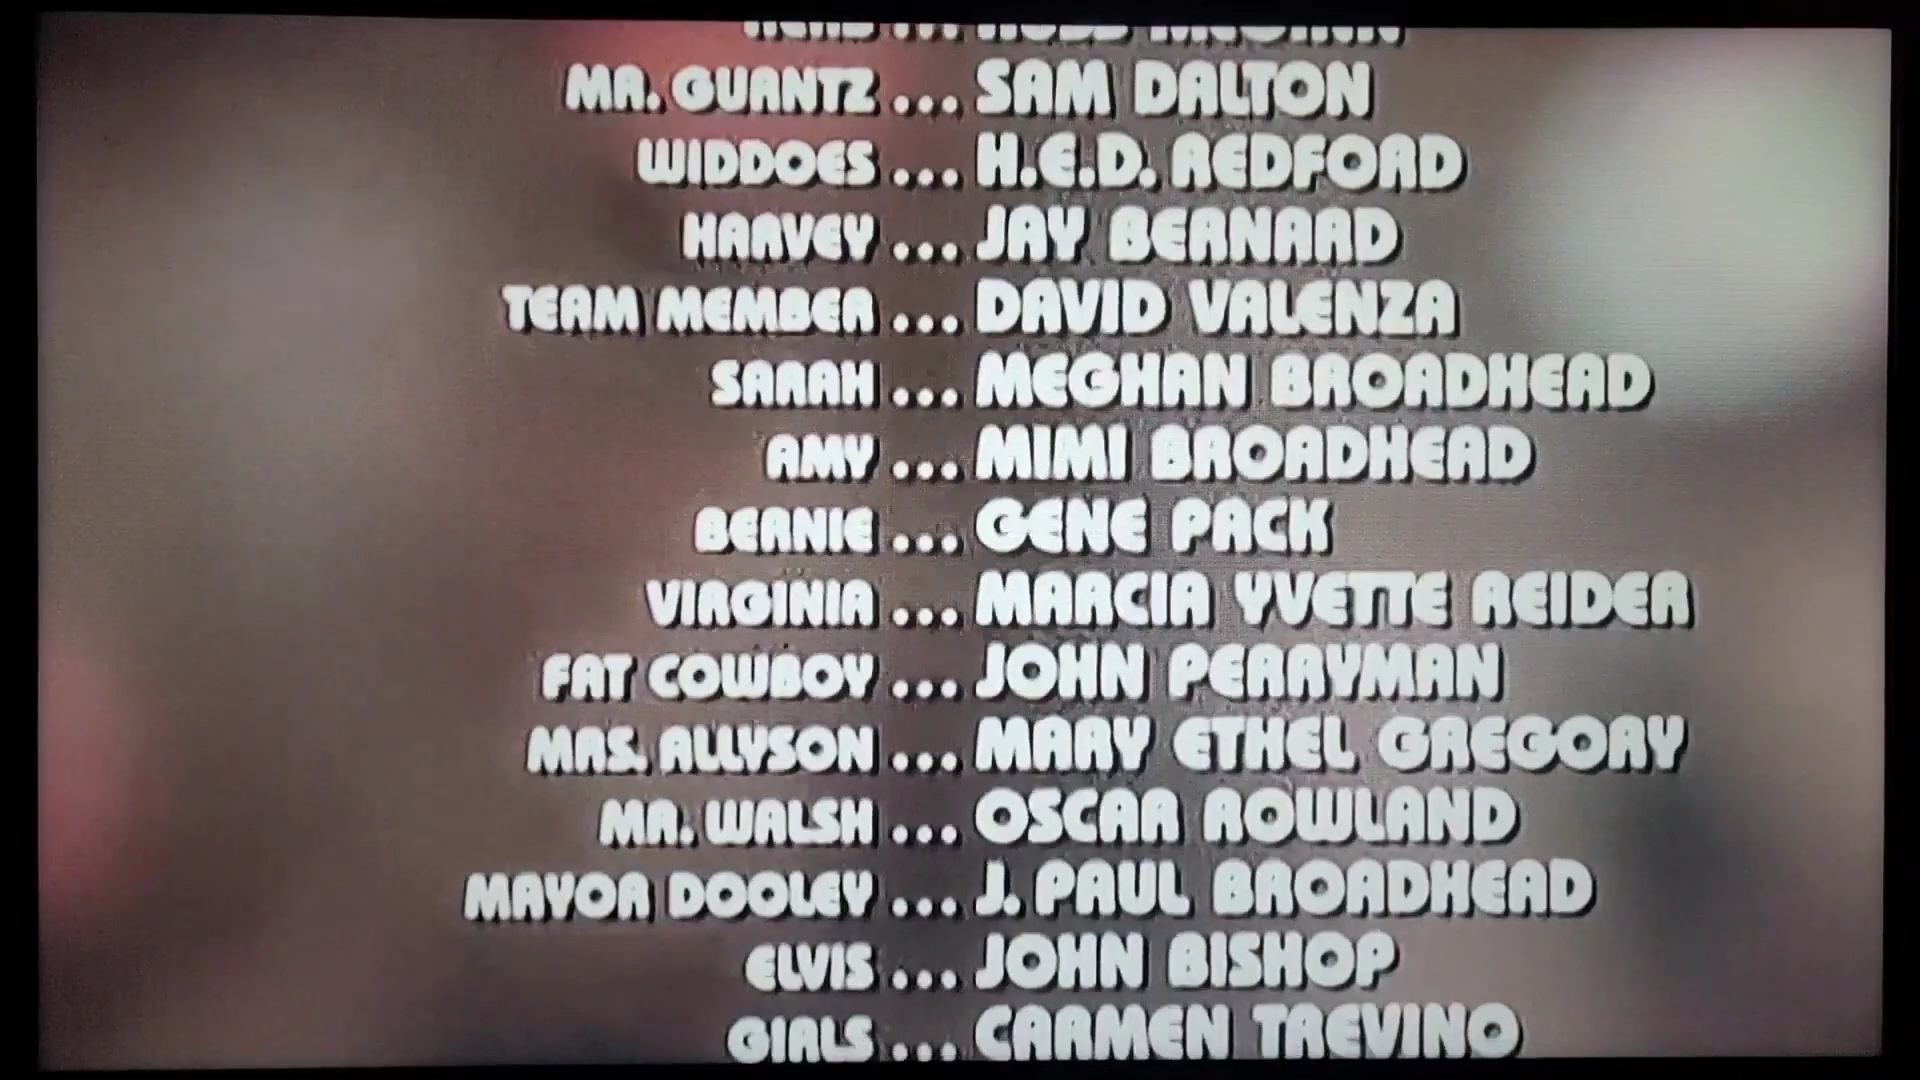 MR. GUANTZ ... SAM DALTON
WIDDOES ... H.E.D. REDFORD
HARVEY ... JAY BERNARD
TEAM MEMBER ... DAVID VALENZA
SARAH ... MEGHAN BROADHEAD
AMY ... MIMI BROADHEAD
BERNIE ... GENE PACK
VIRGINIA ... MARCIA YVETTE REIDER
FAT COWBOY ... JOHN PERRYMAN
MRS. ALLYSON ... MARY ETHEL GREGORY
MR. WALSH ... OSCAR ROWLAND
MAYOR DOOLEY ... J. PAUL BROADHEAD
ELVIS ... JOHN BISHOP
GIRLS ... CARMEN TREVINO